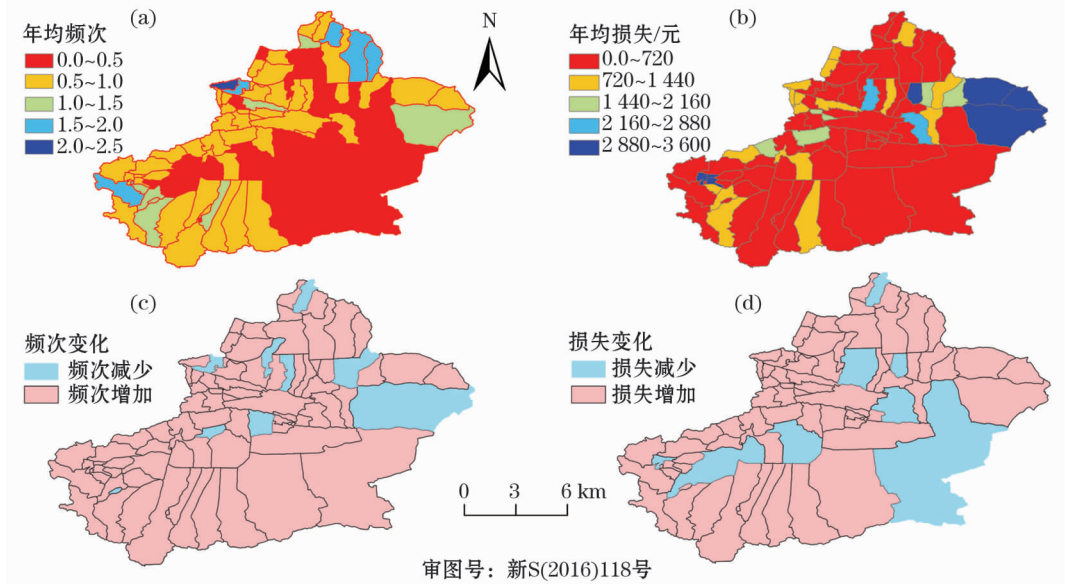 (a)
年均频次
0.0~0.5
0.5~1.0
1.0~1.5
1.5~2.0
2.0~2.5
N
(b)
年均损失/元
0.0~720
720~1 440
1 440~2 160
2 160~2 880
2 880~3 600
(c)
频次变化
频次减少
频次增加
(d)
损失变化
损失减少
损失增加
0 3 6 km
审图号：新S(2016)118号